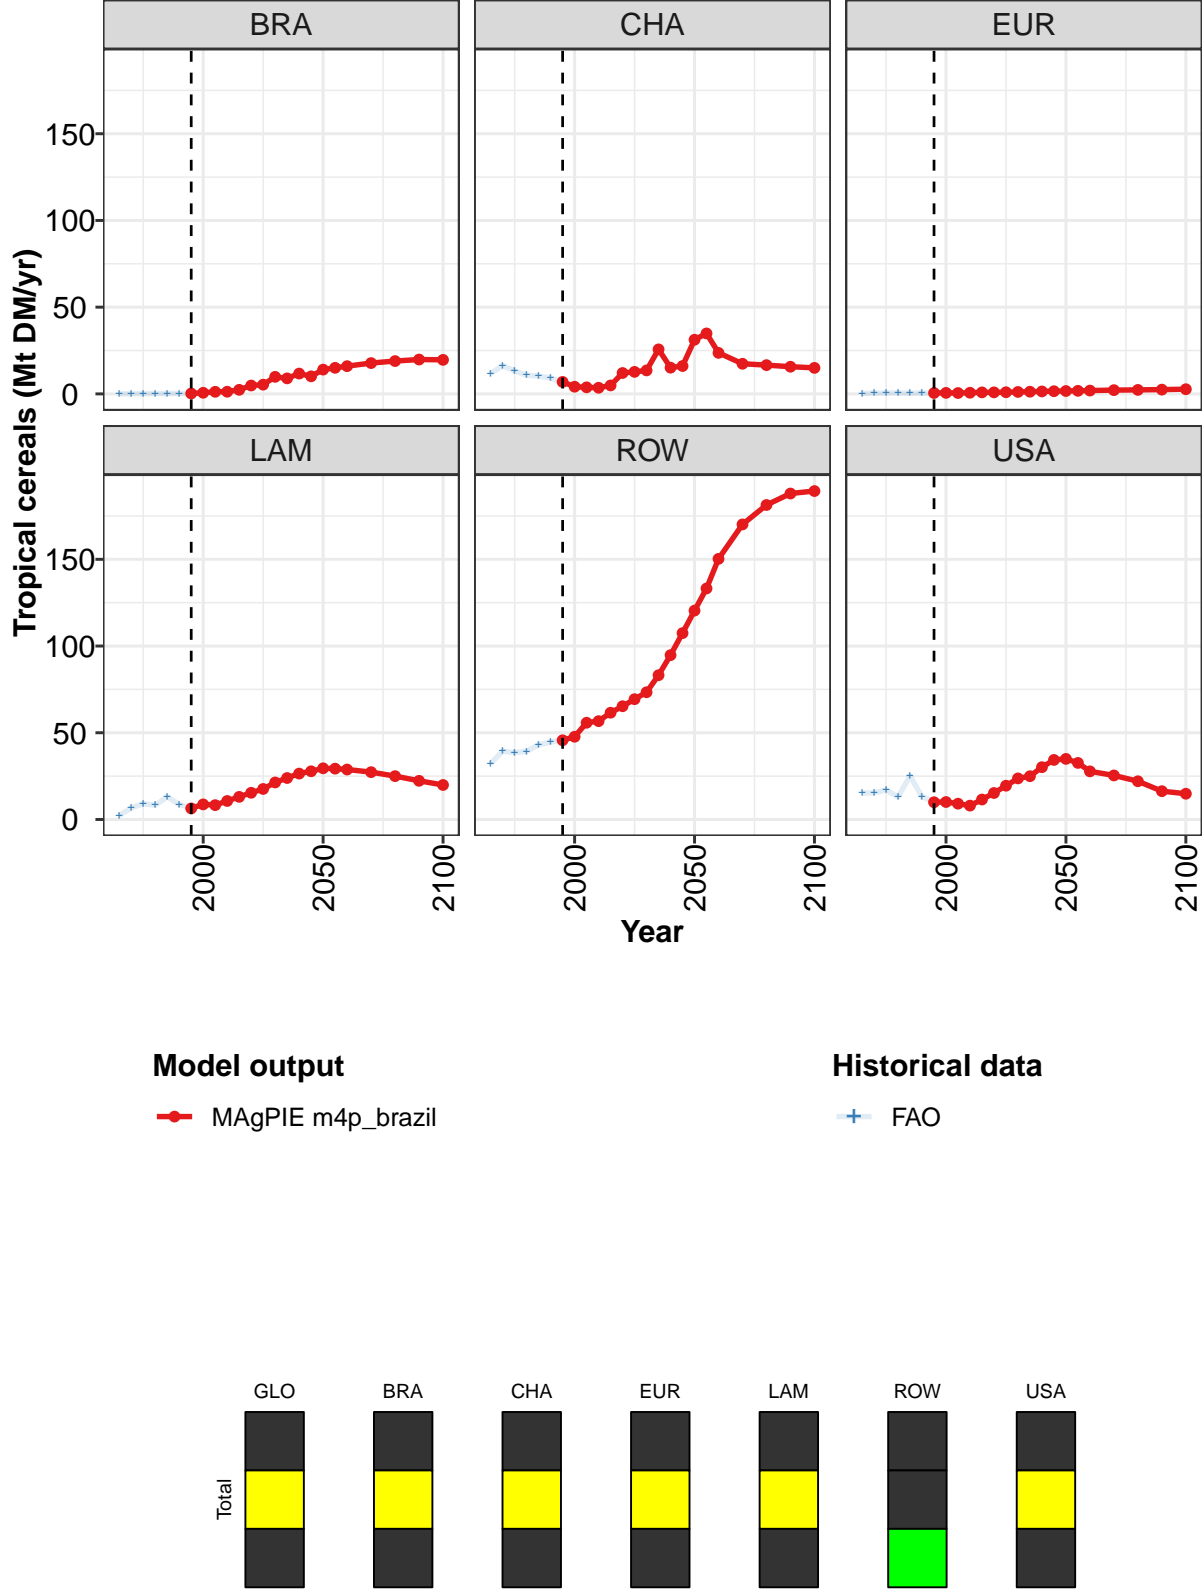 BRA
CHA
EUR
150
100
50
0
LAM
ROW
USA
150
100
50
0
Tropical cereals (Mt DM/yr)
2000
2050
2100
2000
2050
2100
2000
2050
2100
Year
Model output
MAgPIE m4p_brazil
Historical data
FAO
GLO
BRA
CHA
EUR
LAM
ROW
USA
Total